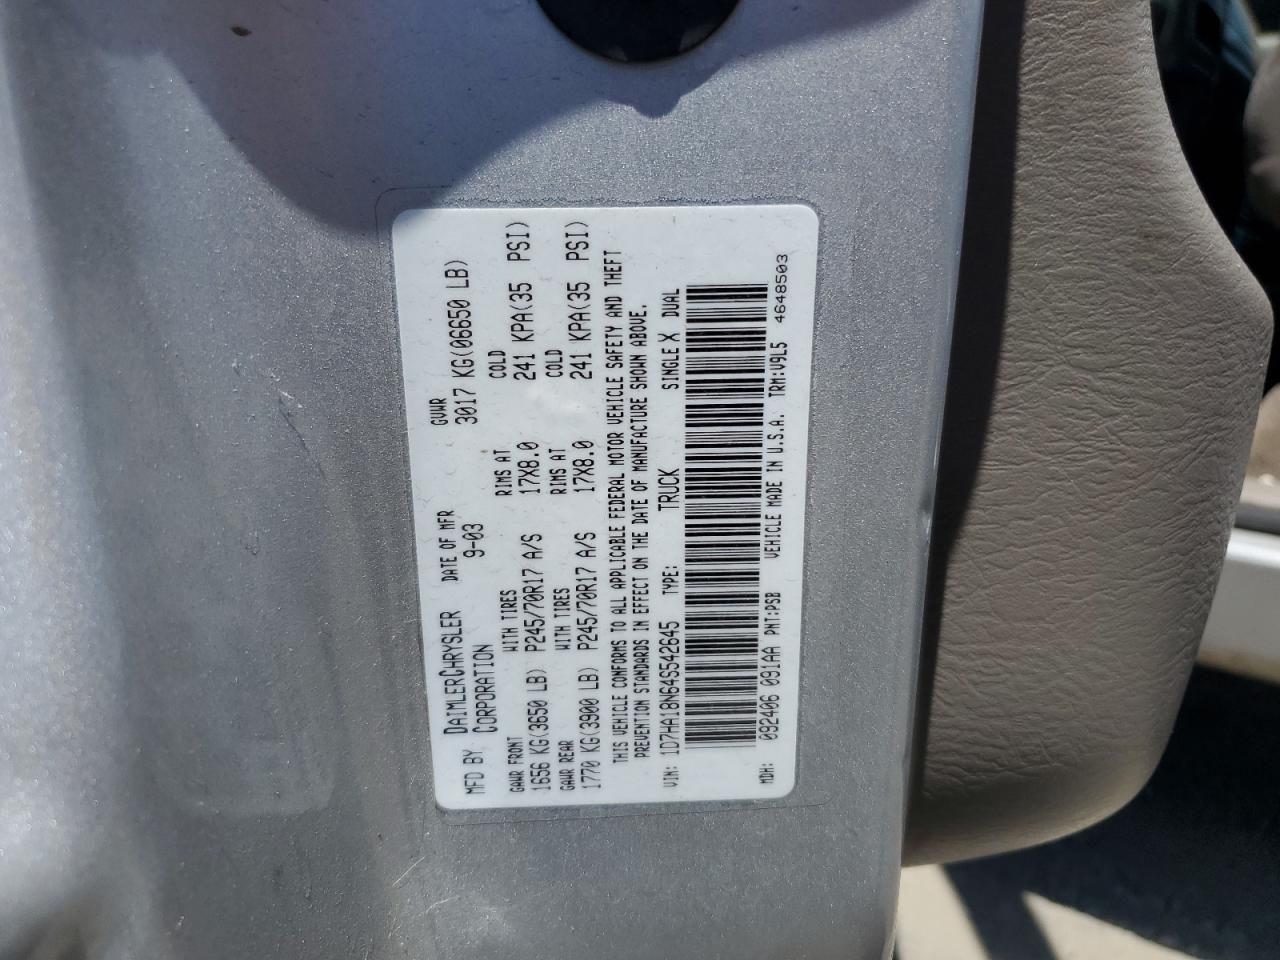 MFD BY DAIMLERCHRYSLER CORPORATION DATE OF MFR 9-03 GVWR 3017 KG(06650 LB)
GAWR FRONT WITH TIRES RIMS AT COLD
1656 KG(3650 LB) P245/70R17 A/S 17X8.0 241 KPA(35 PSI)
GAWR REAR WITH TIRES RIMS AT COLD
1770 KG(3900 LB) P245/70R17 A/S 17X8.0 241 KPA(35 PSI)
THIS VEHICLE CONFORMS TO ALL APPLICABLE FEDERAL MOTOR VEHICLE SAFETY AND THEFT
PREVENTION STANDARDS IN EFFECT ON THE DATE OF MANUFACTURE SHOWN ABOVE.
VIN: 1D7HA18N64S542645 TYPE: TRUCK SINGLE X DUAL
MDH: 092406 091AA PNT:PSB VEHICLE MADE IN U.S.A. TRM:V9L5 4648503